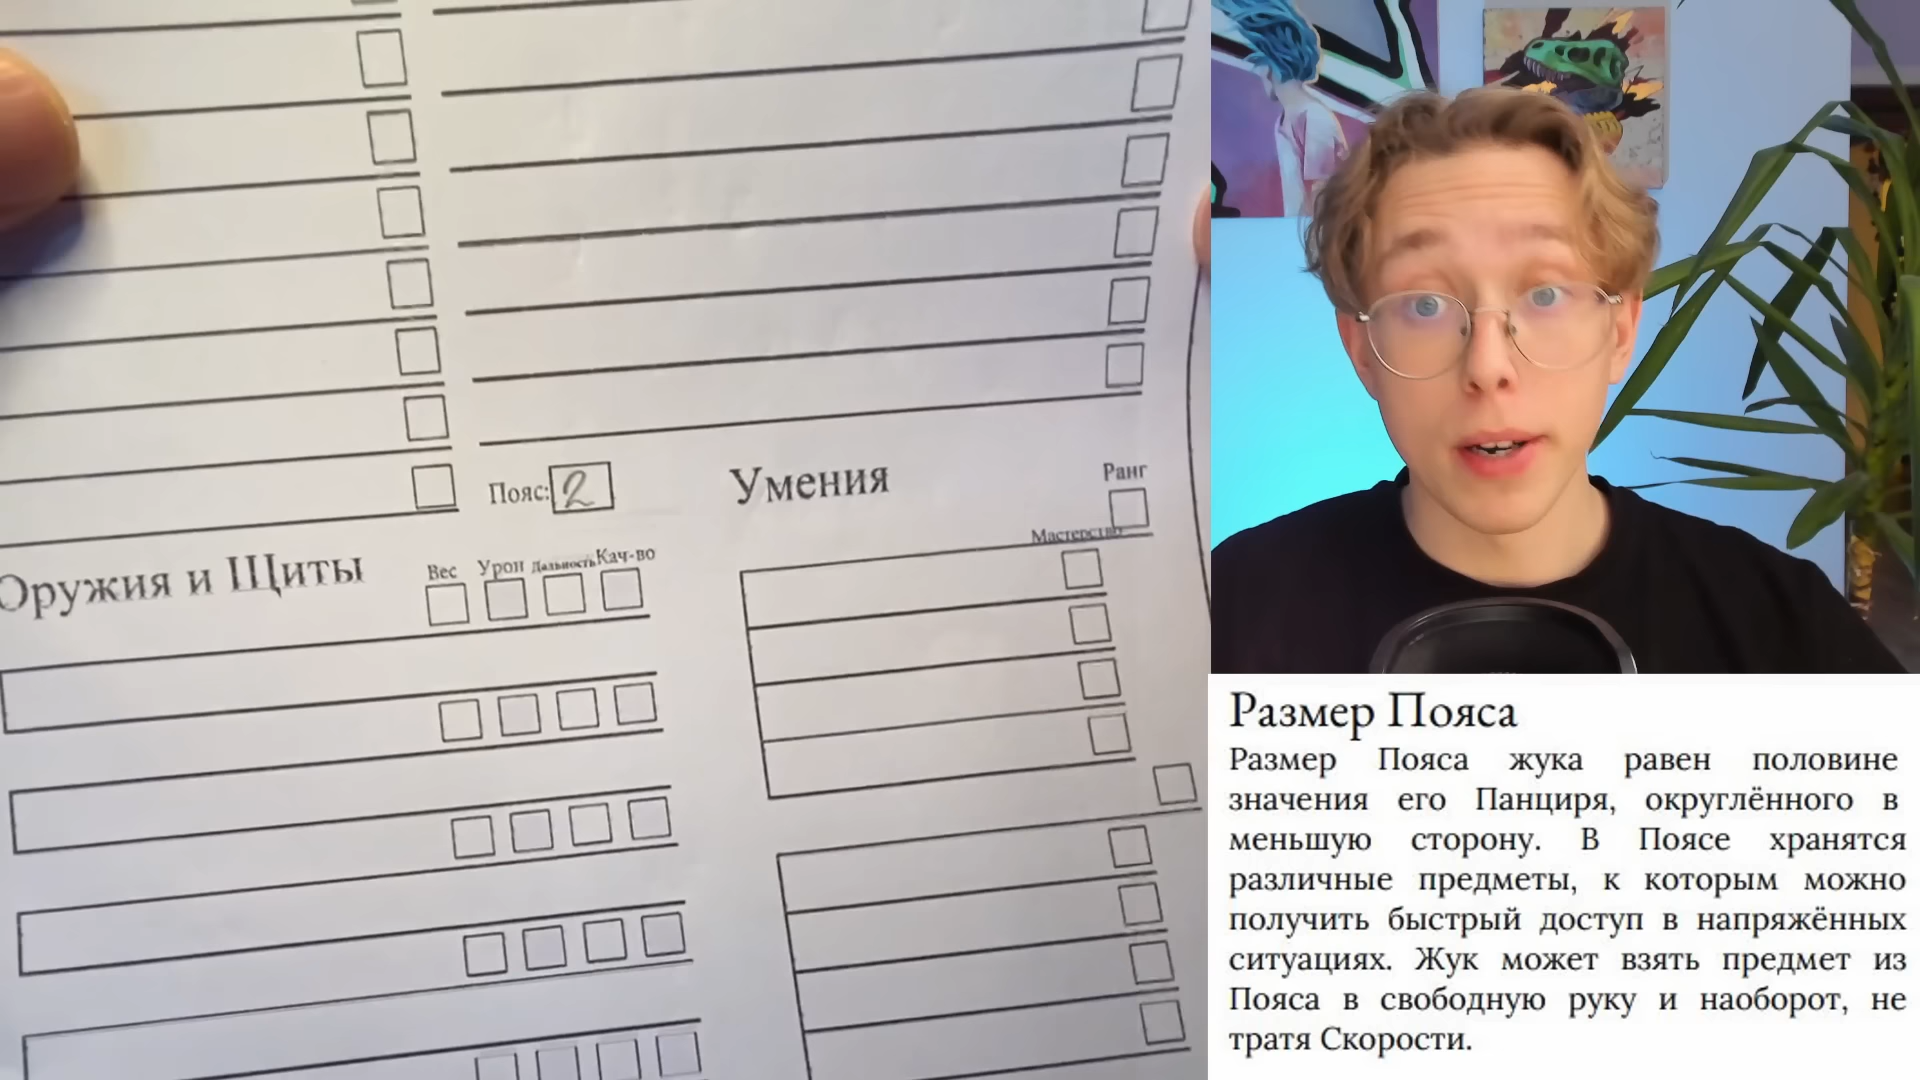 Пояс: 2
Умения
Ранг
Мастерство
Оружия и Щиты
Вес Урон Дальность Кач-во
Размер Пояса
Размер Пояса жука равен половине
значения его Панциря, округлённого в
меньшую сторону. В Поясе хранятся
различные предметы, к которым можно
получить быстрый доступ в напряжённых
ситуациях. Жук может взять предмет из
Пояса в свободную руку и наоборот, не
тратя Скорости.